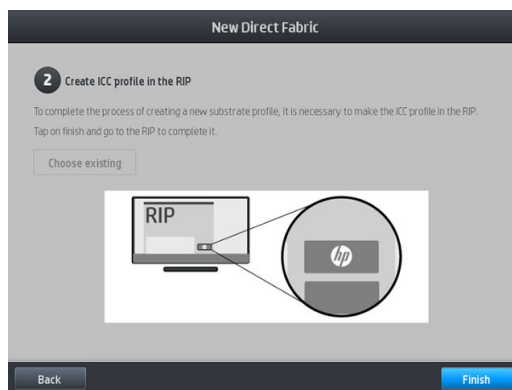 New Direct Fabric
2 Create ICC profile in the RIP
To complete the process of creating a new substrate profile, it is necessary to make the ICC profile in the RIP.
Tap on finish and go to the RIP to complete it.
Choose existing
RIP
hp
Back
Finish